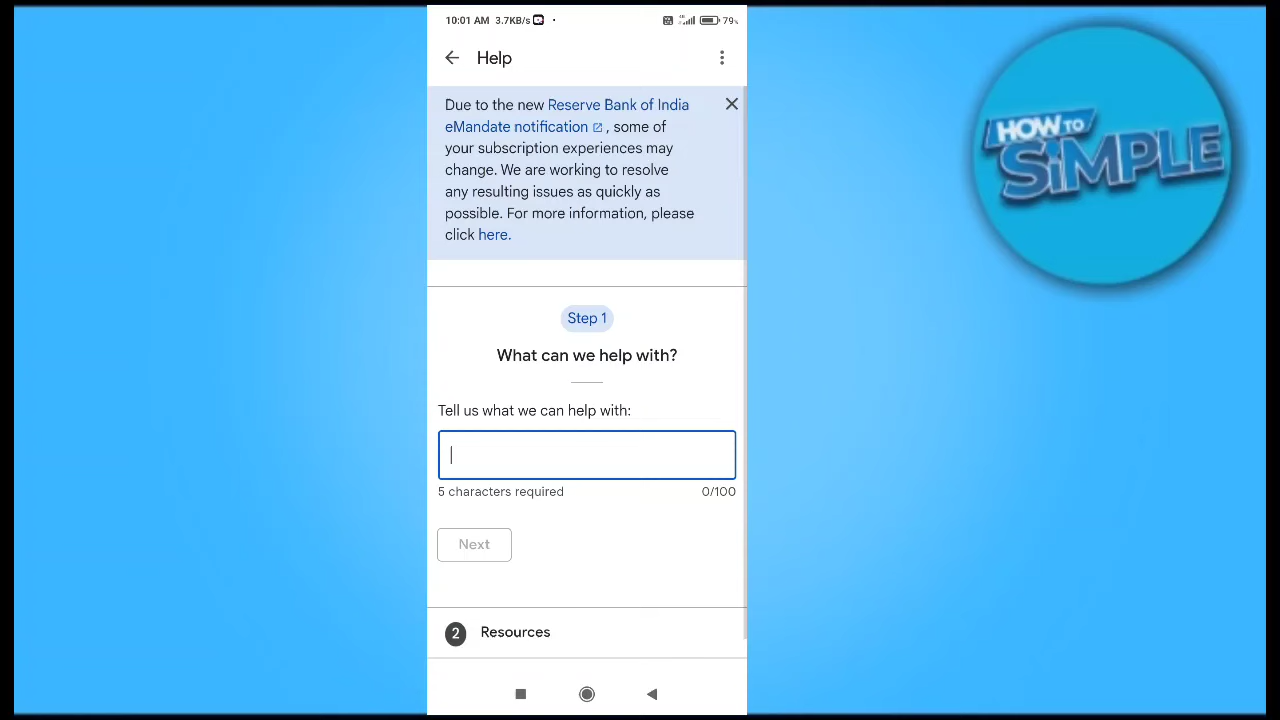 10:01 AM 3.7KB/s
79%
Help
Due to the new Reserve Bank of India
eMandate notification , some of
your subscription experiences may
change. We are working to resolve
any resulting issues as quickly as
possible. For more information, please
click here.
HOW TO
SiMPLE
Step 1
What can we help with?
Tell us what we can help with:
5 characters required 0/100
Next
2 Resources